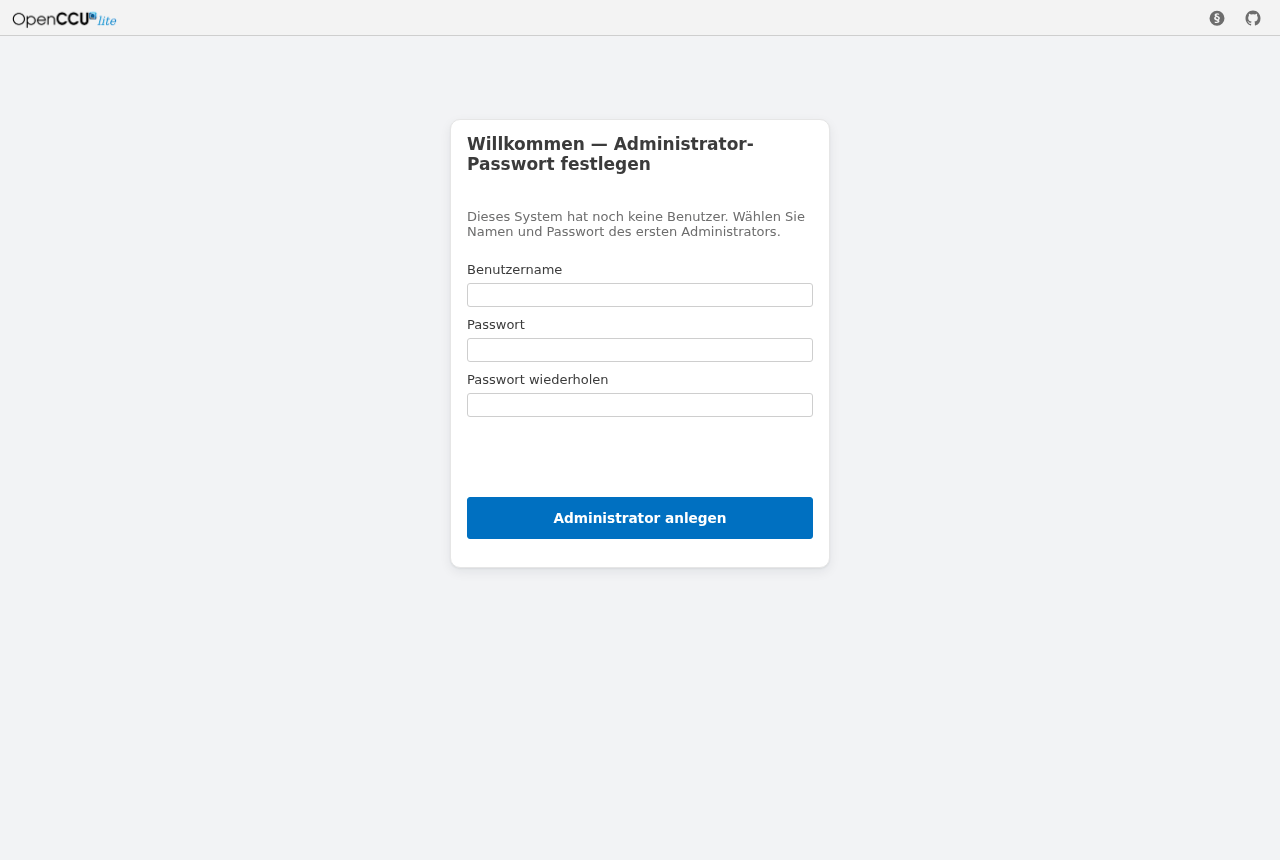 OpenCCU lite
Willkommen — Administrator-
Passwort festlegen
Dieses System hat noch keine Benutzer. Wählen Sie
Namen und Passwort des ersten Administrators.
Benutzername
Passwort
Passwort wiederholen
Administrator anlegen